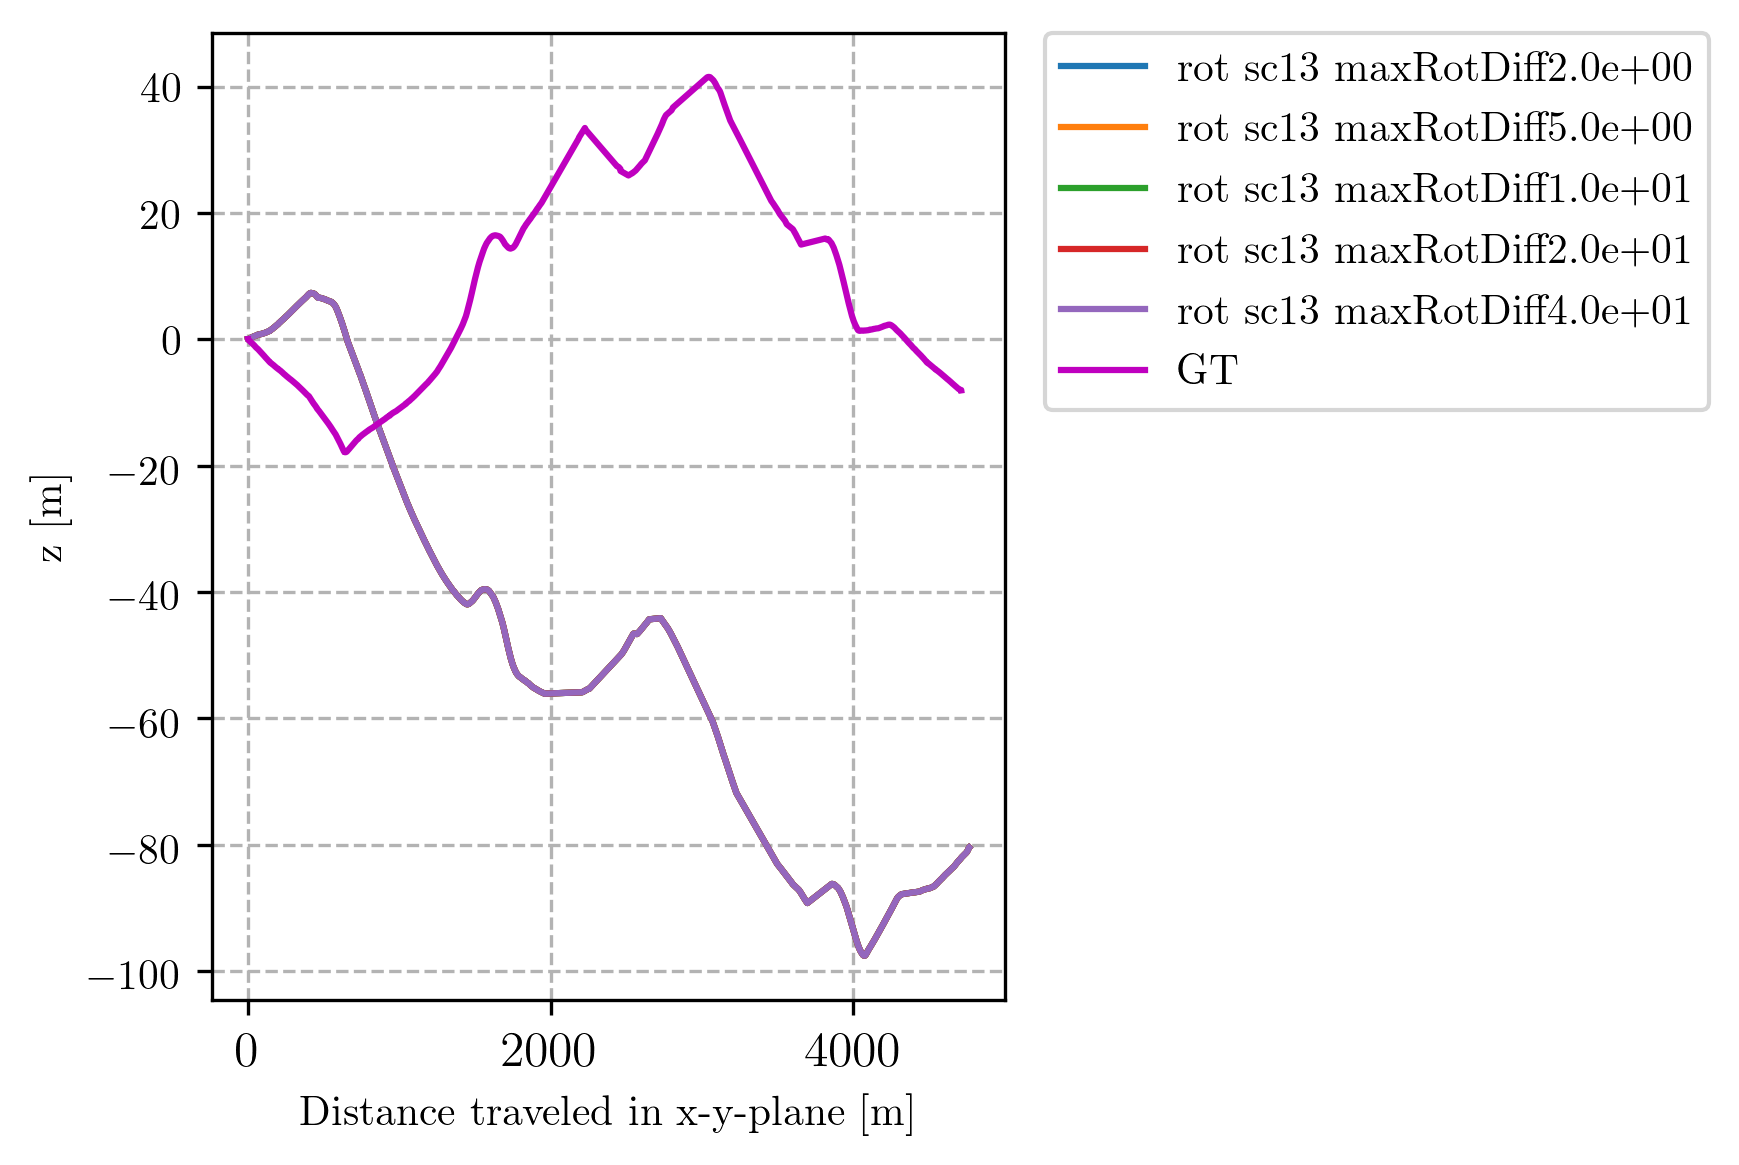 40
20
0
−20
−40
−60
−80
−100
z [m]
0 2000 4000
Distance traveled in x-y-plane [m]
rot sc13 maxRotDiff2.0e+00
rot sc13 maxRotDiff5.0e+00
rot sc13 maxRotDiff1.0e+01
rot sc13 maxRotDiff2.0e+01
rot sc13 maxRotDiff4.0e+01
GT